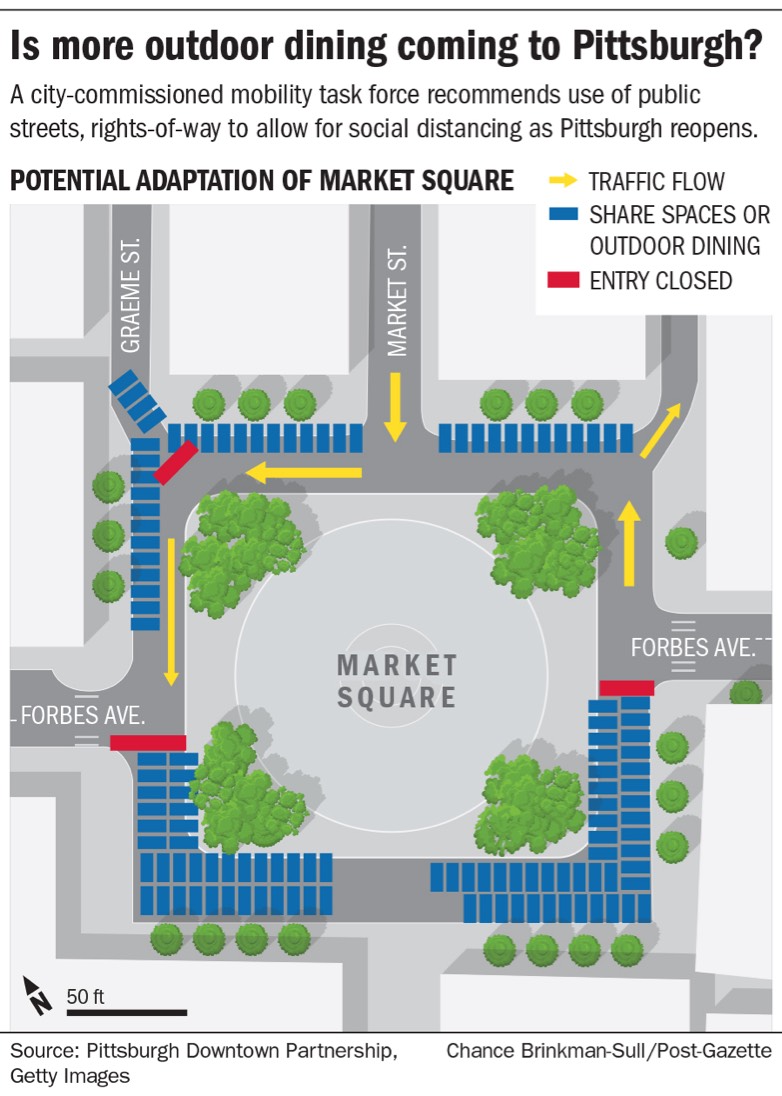 Is more outdoor dining coming to Pittsburgh?
A city-commissioned mobility task force recommends use of public
streets, rights-of-way to allow for social distancing as Pittsburgh reopens.
POTENTIAL ADAPTATION OF MARKET SQUARE
TRAFFIC FLOW
SHARE SPACES OR
OUTDOOR DINING
ENTRY CLOSED
GRAEME ST.
MARKET ST.
MARKET
SQUARE
FORBES AVE.
FORBES AVE.
N
50 ft
Source: Pittsburgh Downtown Partnership,
Getty Images
Chance Brinkman-Sull/Post-Gazette